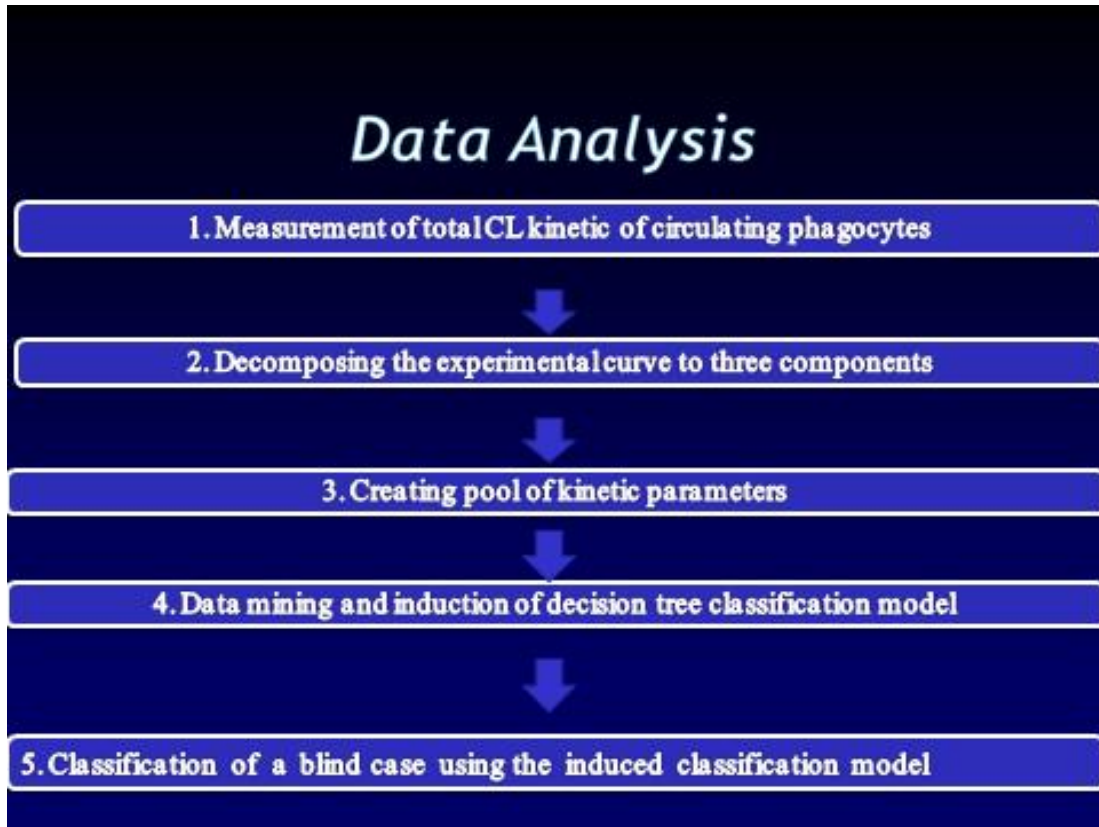 Data Analysis
1. Measurement of total CL kinetic of circulating phagocytes
2. Decomposing the experimental curve to three components
3. Creating pool of kinetic parameters
4. Data mining and induction of decision tree classification model
5. Classification of a blind case using the induced classification model